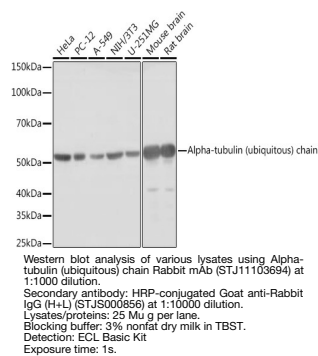 HeLa
PC-12
A-549
NIH/3T3
U-251MG
Mouse brain
Rat brain
150kDa
100kDa
70kDa
50kDa
40kDa
35kDa
25kDa
Alpha-tubulin (ubiquitous) chain
Western blot analysis of various lysates using Alpha-
tubulin (ubiquitous) chain Rabbit mAb (STJ11103694) at
1:1000 dilution.
Secondary antibody: HRP-conjugated Goat anti-Rabbit
IgG (H+L) (STJS000856) at 1:10000 dilution.
Lysates/proteins: 25 Mu g per lane.
Blocking buffer: 3% nonfat dry milk in TBST.
Detection: ECL Basic Kit
Exposure time: 1s.